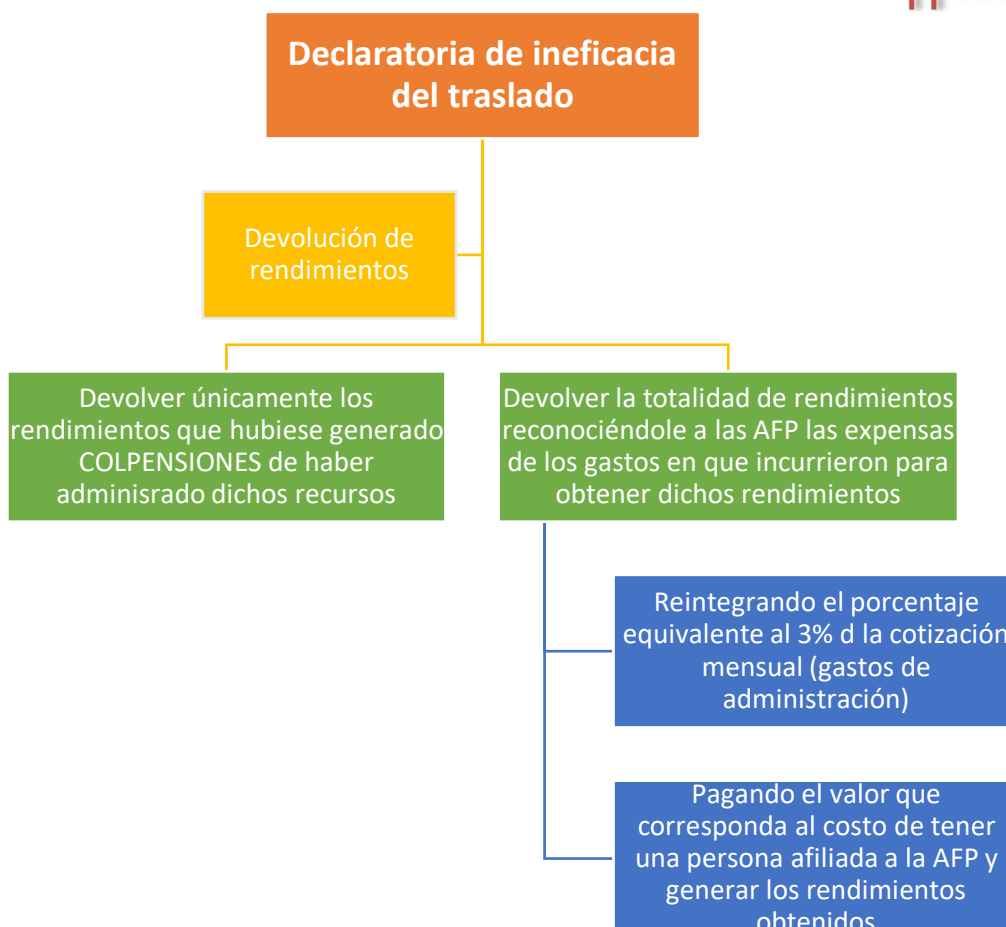 Declaratoria de ineficacia
del traslado
Devolución de
rendimientos
Devolver únicamente los
rendimientos que hubiese generado
COLPENSIONES de haber
adminisrado dichos recursos
Devolver la totalidad de rendimientos
reconociéndole a las AFP las expensas
de los gastos en que incurrieron para
obtener dichos rendimientos
Reintegrando el porcentaje
equivalente al 3% d la cotización
mensual (gastos de
administración)
Pagando el valor que
corresponda al costo de tener
una persona afiliada a la AFP y
generar los rendimientos
obtenidos